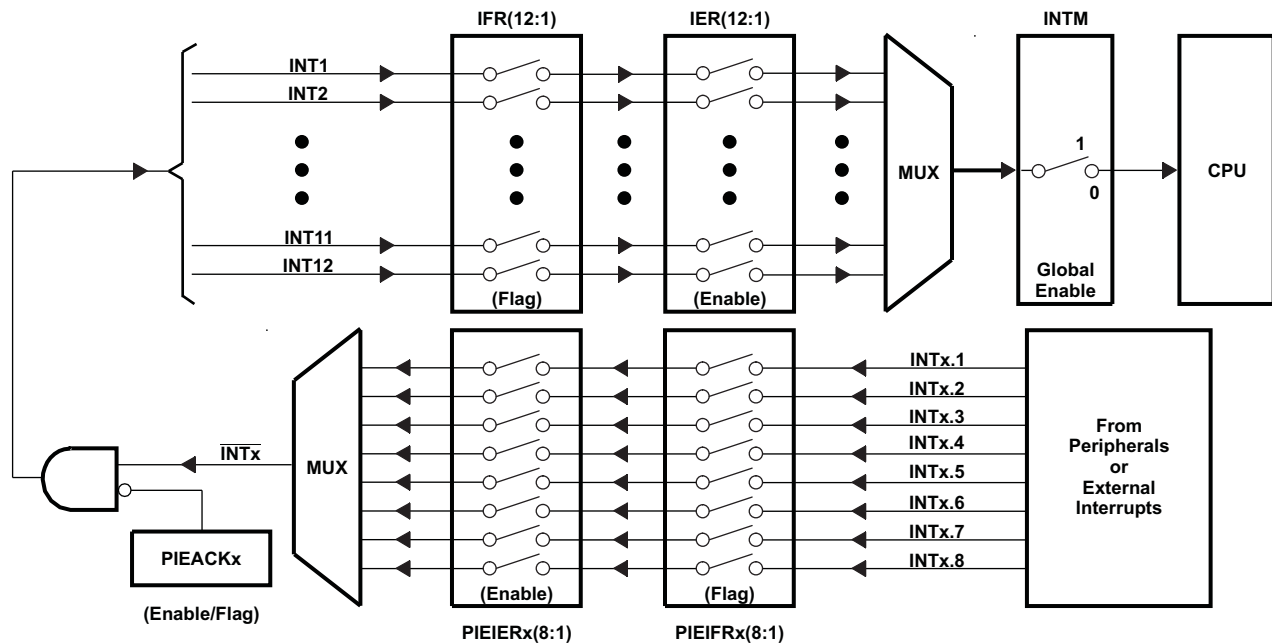 IFR(12:1)
IER(12:1)
INTM
INT1
INT2
1
MUX
CPU
0
INT11
INT12
Global
Enable
(Flag)
(Enable)
INTx.1
INTx.2
INTx.3
From
Peripherals
or
External
Interrupts
INTx.4
INTx
MUX
INTx.5
INTx.6
INTx.7
PIEACKx
INTx.8
(Enable)
(Flag)
(Enable/Flag)
PIEIERx(8:1)
PIEIFRx(8:1)